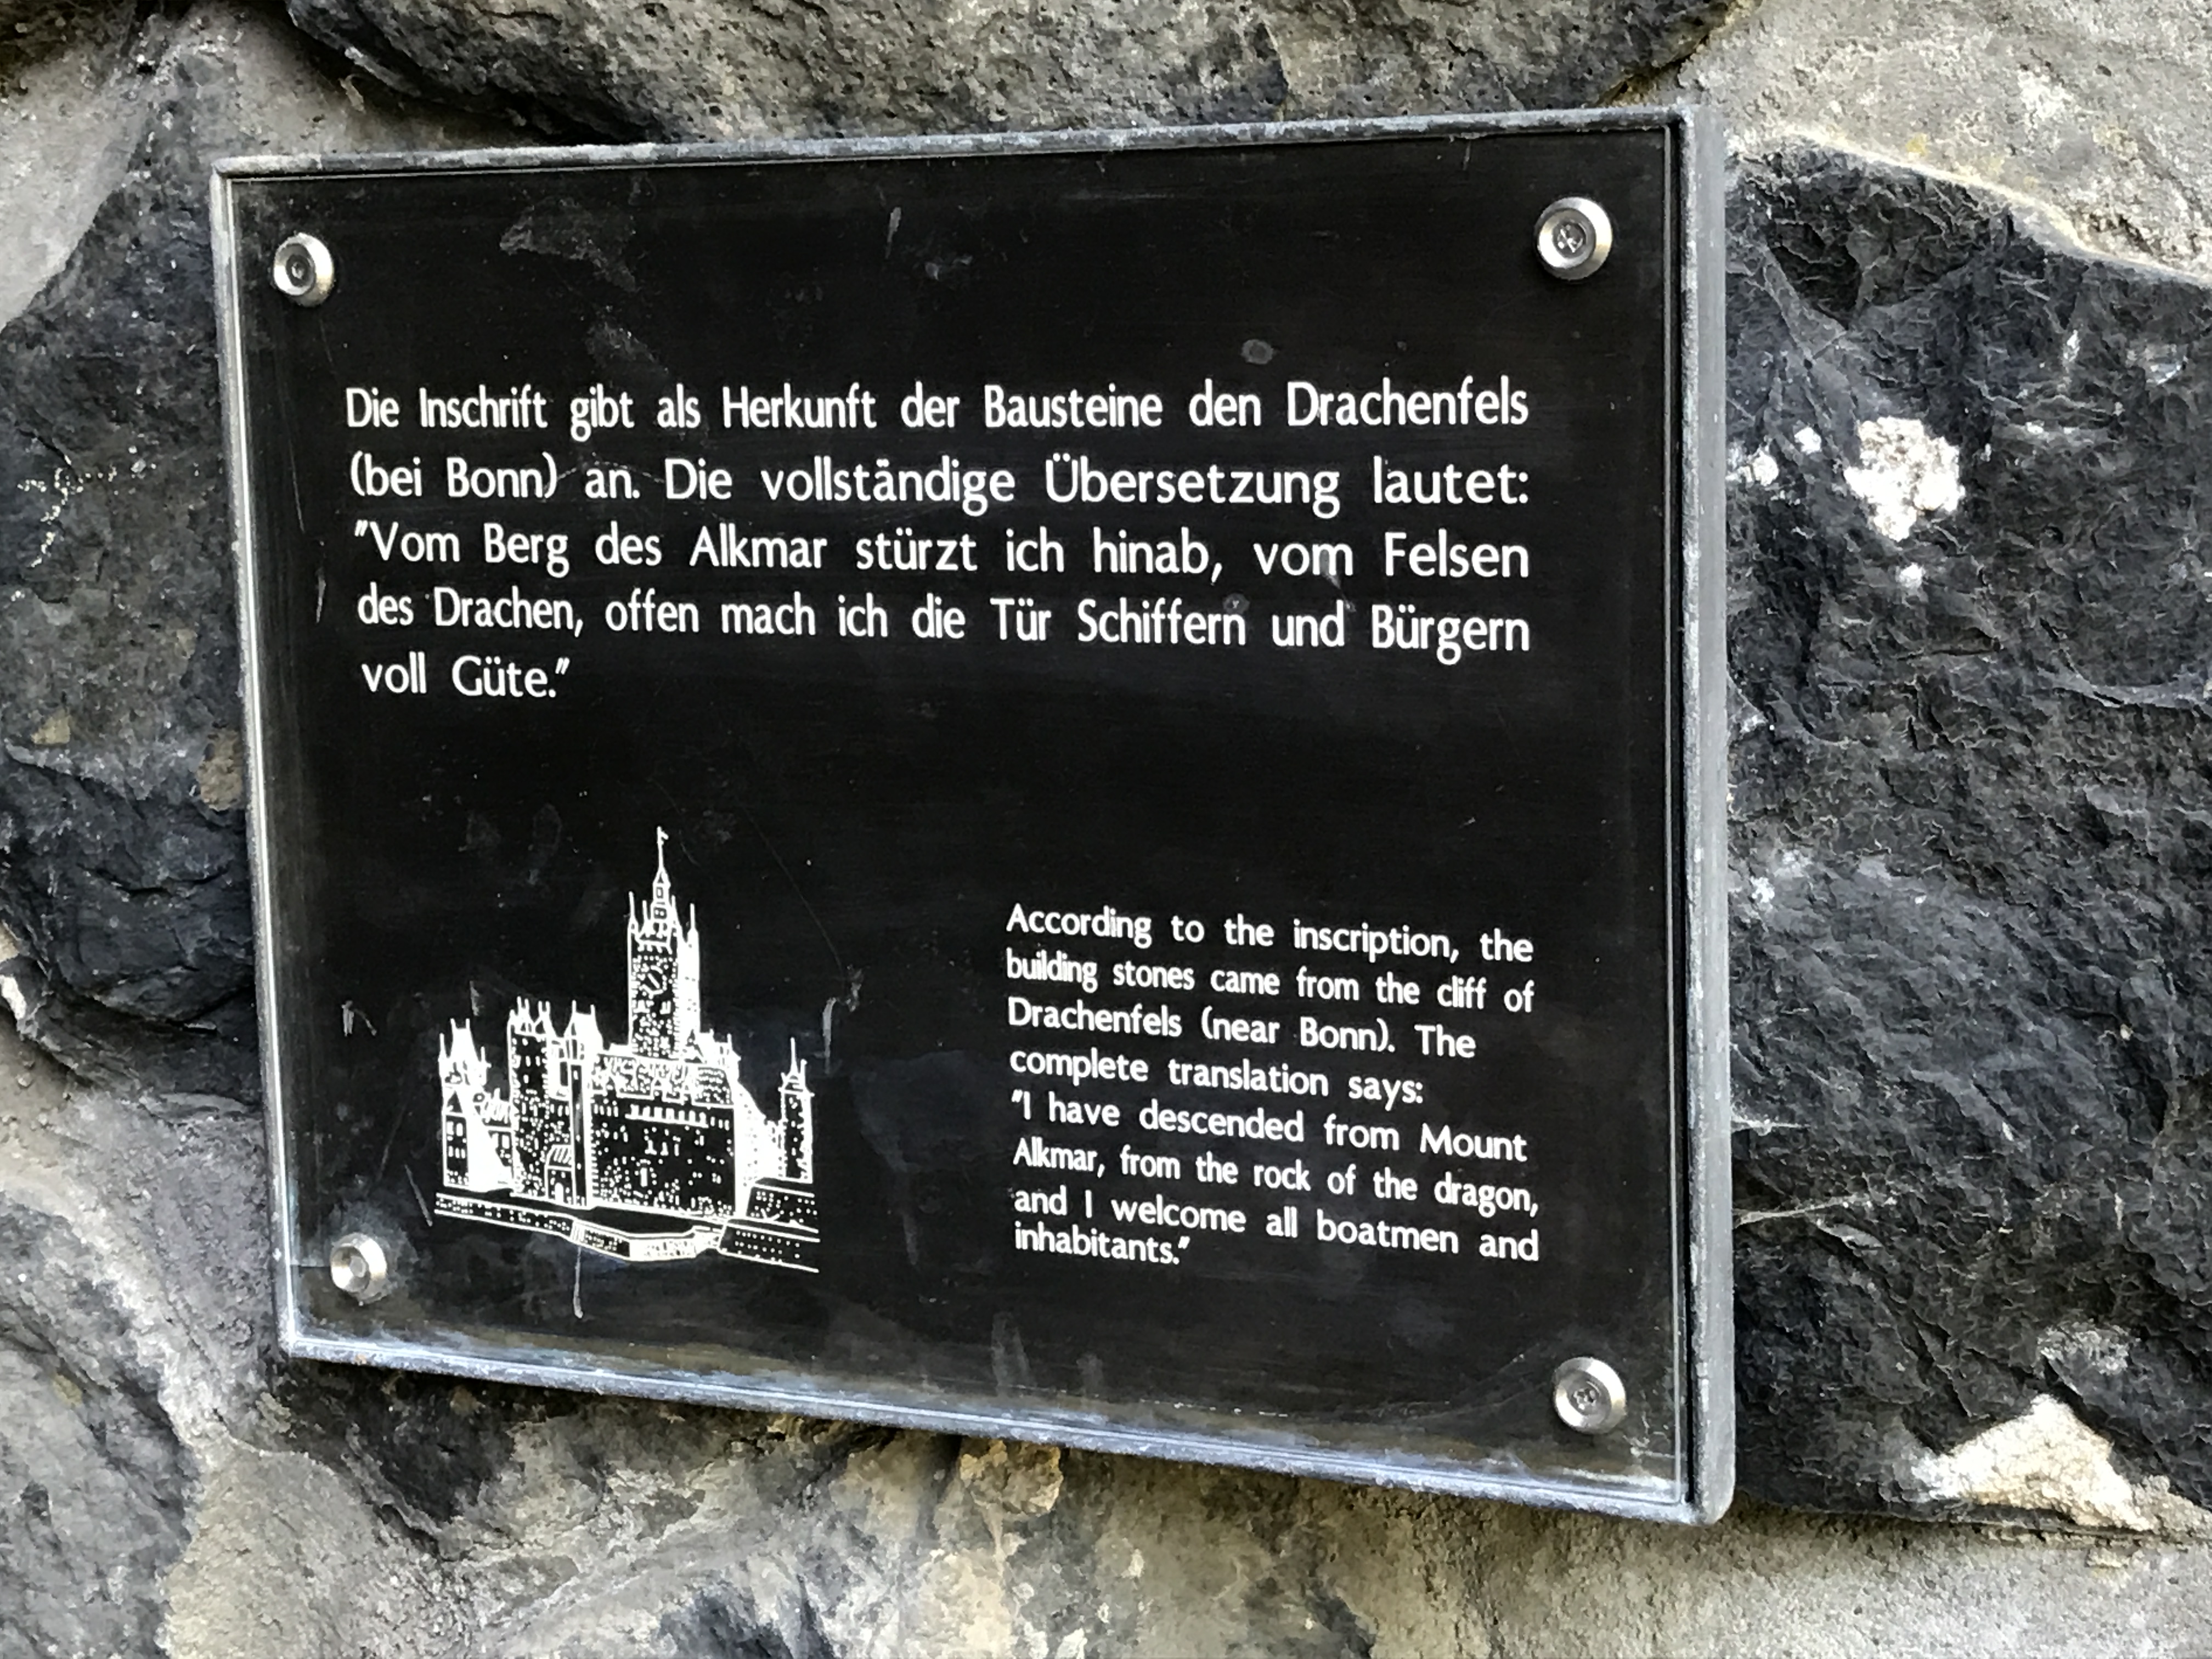 Die Inschrift gibt als Herkunft der Bausteine den Drachenfels
(bei Bonn) an. Die vollständige Übersetzung lautet:
"Vom Berg des Alkmar stürzt ich hinab, vom Felsen
des Drachen, offen mach ich die Tür Schiffern und Bürgern
voll Güte."
According to the inscription, the
building stones came from the cliff of
Drachenfels (near Bonn). The
complete translation says:
"I have descended from Mount
Alkmar, from the rock of the dragon,
and I welcome all boatmen and
inhabitants."